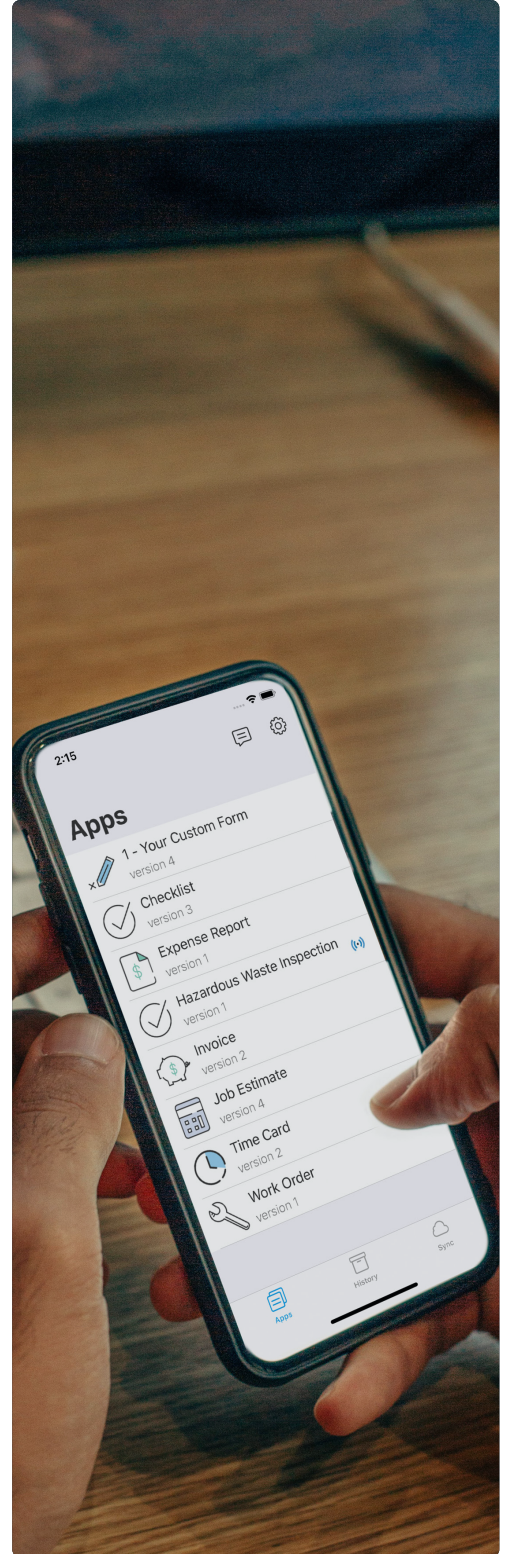 2:15
Apps
1 - Your Custom Form
version 4
Checklist
version 3
Expense Report
version 1
Hazardous Waste Inspection
version 1
Invoice
version 2
Job Estimate
version 4
Time Card
version 2
Work Order
version 1
Apps
History
Sync